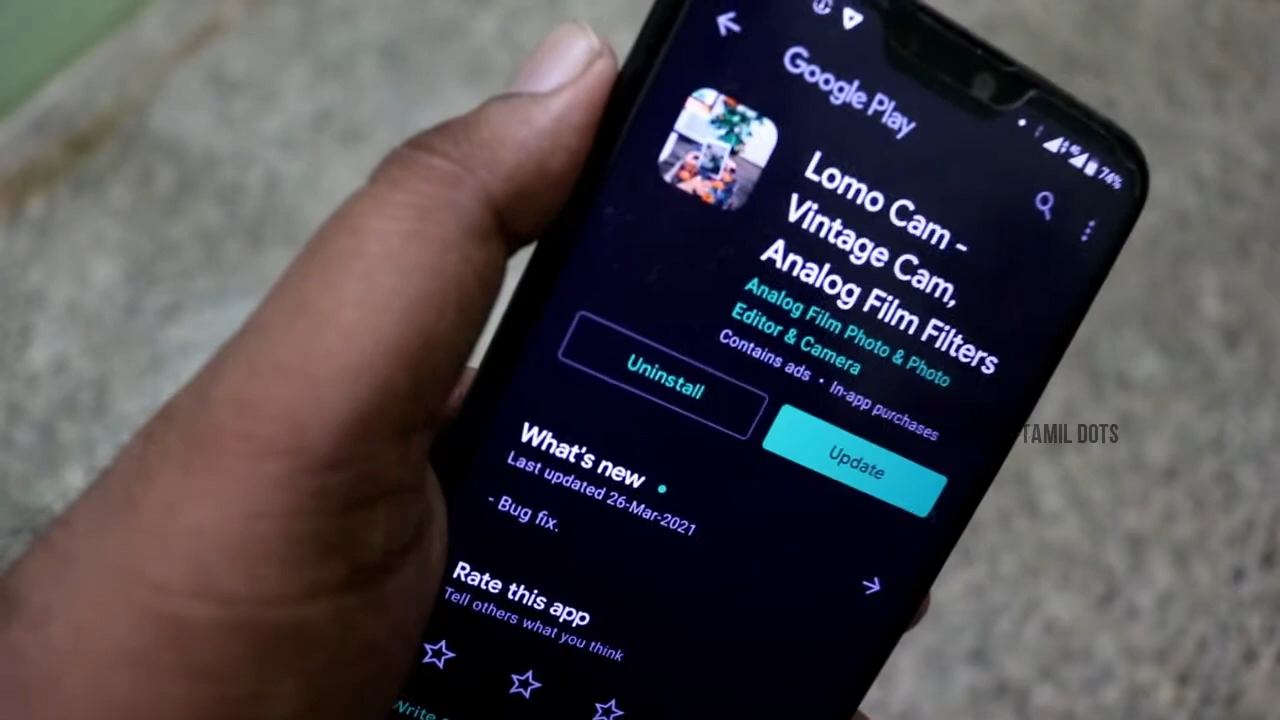 Google Play
74%
Lomo Cam -
Vintage Cam,
Analog Film Filters
Analog Film Photo & Photo
Editor & Camera
Contains ads • In-app purchases
Uninstall
Update
What's new
Last updated 26-Mar-2021
- Bug fix.
Rate this app
Tell others what you think
Write
TAMIL DOTS